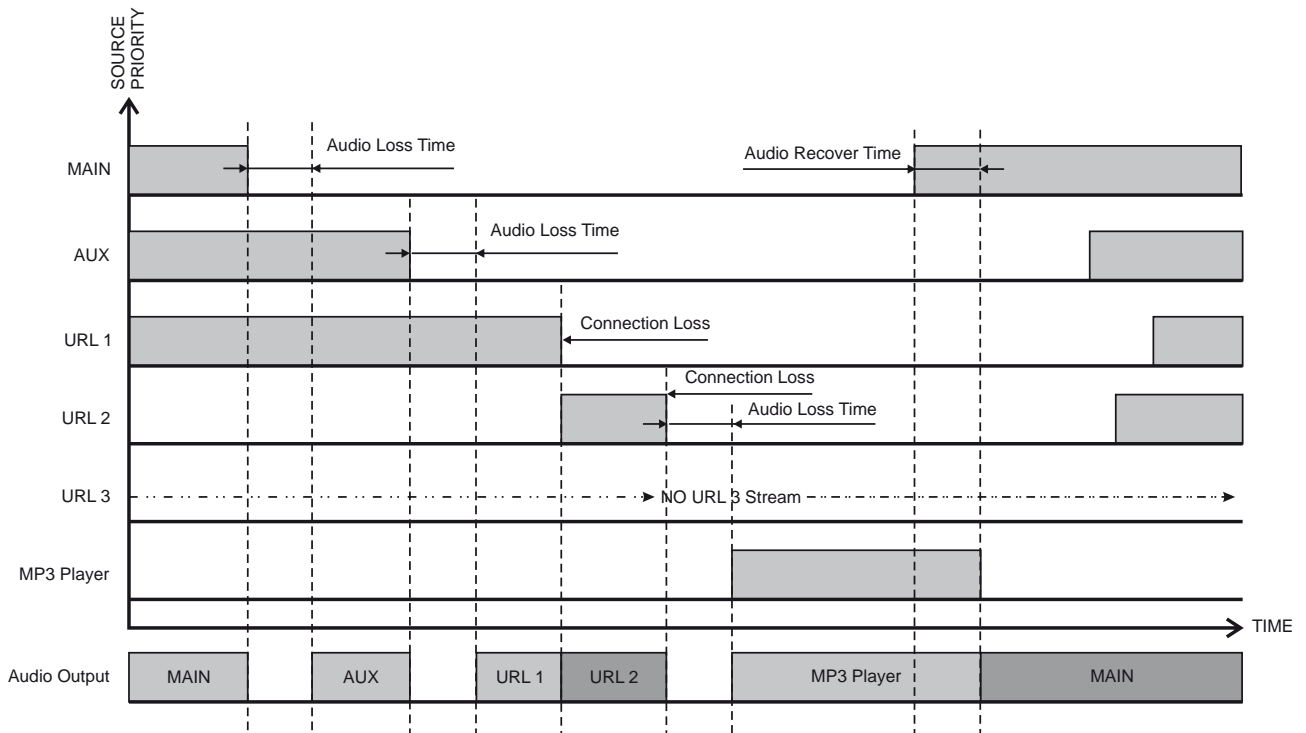 SOURCE
PRIORITY
MAIN
Audio Loss Time
Audio Recover Time
AUX
Audio Loss Time
URL 1
Connection Loss
URL 2
Connection Loss
Audio Loss Time
URL 3
NO URL 3 Stream
MP3 Player
TIME
Audio Output
MAIN
AUX
URL 1
URL 2
MP3 Player
MAIN